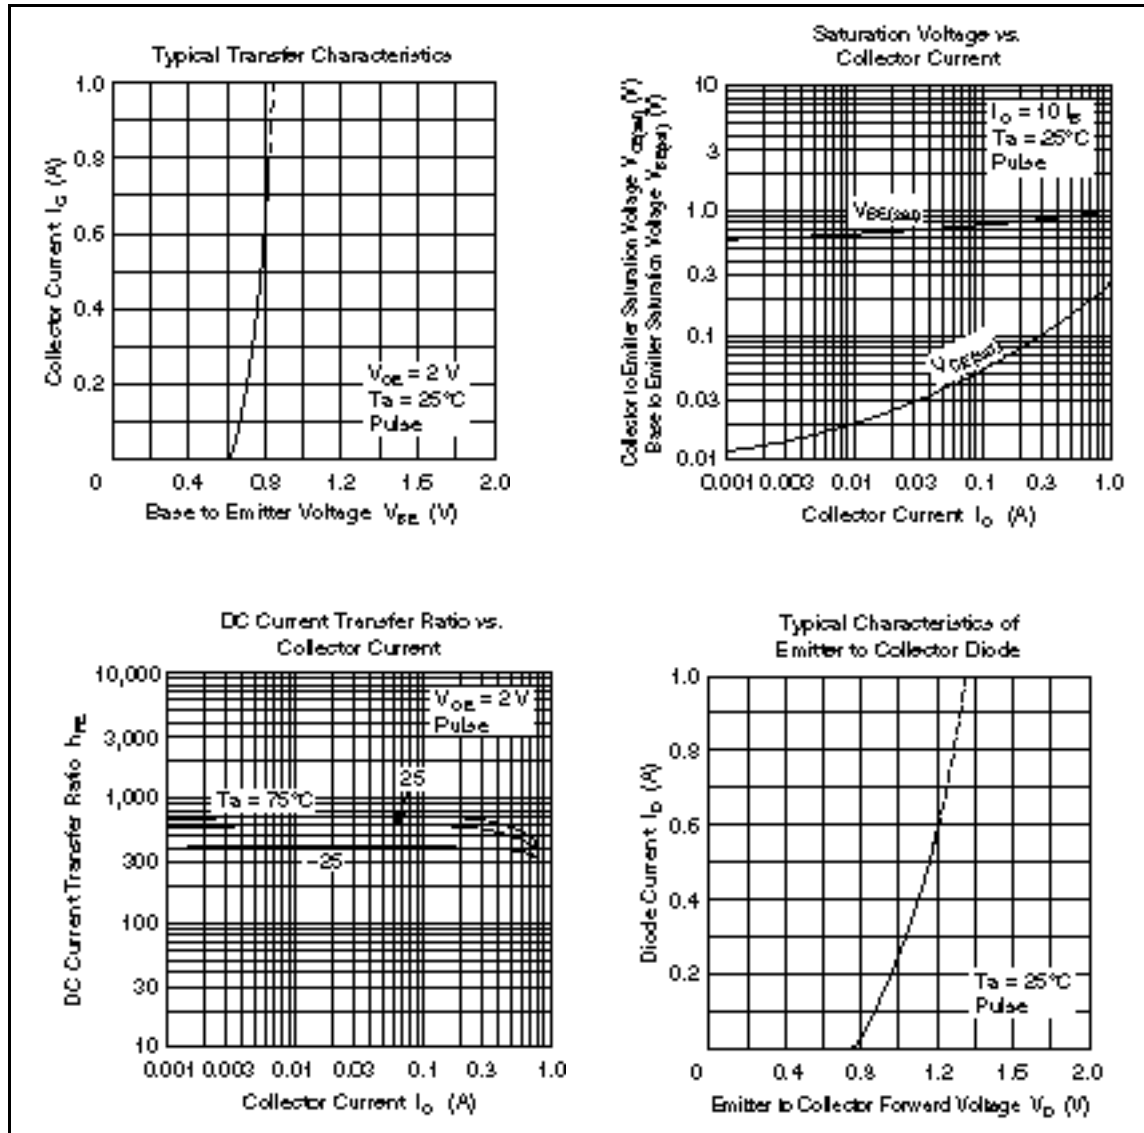 Typical Transfer Characteristics
1.0
0.8
0.6
0.4
0.2
Collector Current I_C (A)
V_CE = 2 V
Ta = 25°C
Pulse
0
0.4
0.8
1.2
1.6
2.0
Base to Emitter Voltage V_BE (V)
Saturation Voltage vs.
Collector Current
Collector to Emitter Saturation Voltage V_CE(sat) (V)
Base to Emitter Saturation Voltage V_BE(sat) (V)
10
3
1.0
0.3
0.1
0.03
0.01
I_C = 10 I_B
Ta = 25°C
Pulse
V_BE(sat)
V_CE(sat)
0.001
0.003
0.01
0.03
0.1
0.3
1.0
Collector Current I_C (A)
DC Current Transfer Ratio vs.
Collector Current
DC Current Transfer Ratio h_FE
10,000
3,000
1,000
300
100
30
10
V_CE = 2 V
Pulse
Ta = 75°C
25
–25
0.001
0.003
0.01
0.03
0.1
0.3
1.0
Collector Current I_C (A)
Typical Characteristics of
Emitter to Collector Diode
Diode Current I_D (A)
1.0
0.8
0.6
0.4
0.2
Ta = 25°C
Pulse
0
0.4
0.8
1.2
1.6
2.0
Emitter to Collector Forward Voltage V_D (V)